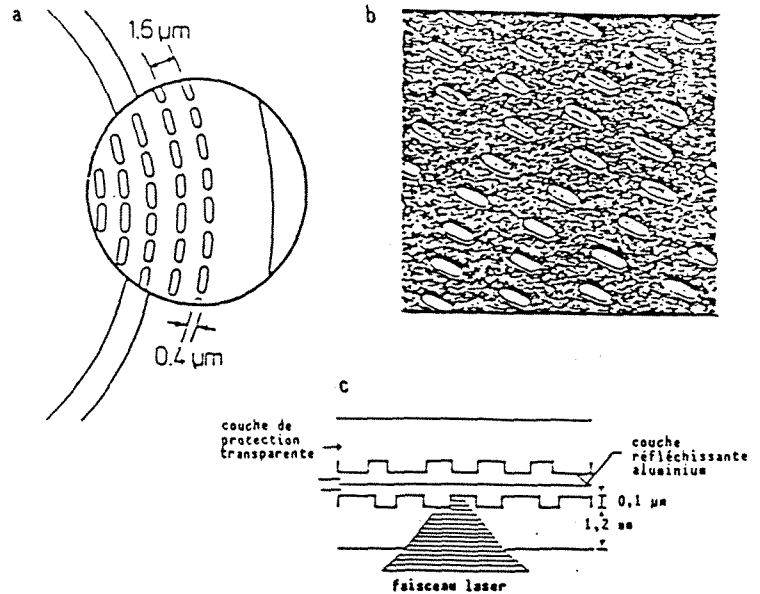 a
1.6 µm
0.4 µm
b
c
couche de
protection
transparente
couche
réfléchissante
aluminium
0,1 µm
1,2 mm
faisceau laser